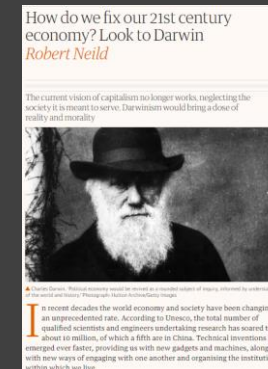 How do we fix our 21st century
economy? Look to Darwin
Robert Neild
The current vision of capitalism no longer works, neglecting the
society it is meant to serve. Darwinism would bring a dose of
reality and morality
Charles Darwin. 'Political economy would be revived as a rounded subject of inquiry, informed by
of the world and history.' Photograph: Hulton Archive/Getty Images
In recent decades the world economy and society have been changing
an unprecedented rate. According to Unesco, the total number of
qualified scientists and engineers undertaking research has soared t
about 10 million, of which a fifth are in China. Technical inventions
emerged ever faster, providing us with new gadgets and machines, along
with new ways of engaging with one another and organising the institut
within which we live